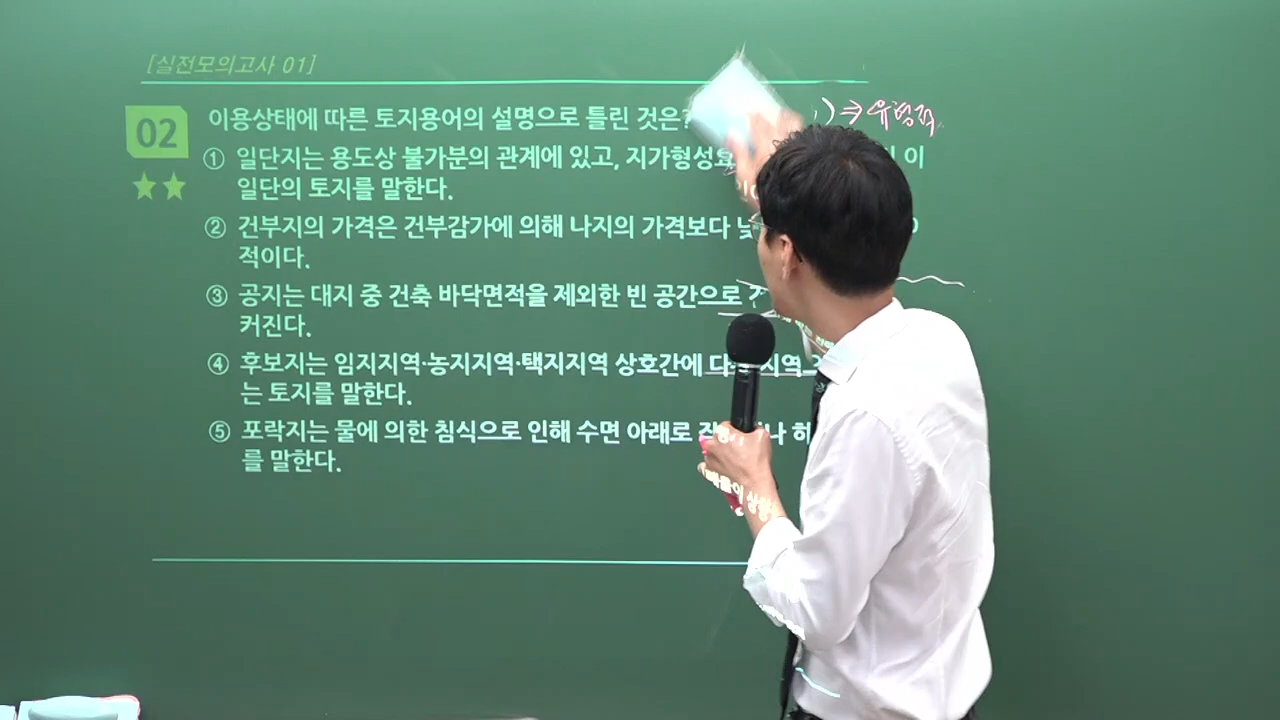 [실전모의고사 01]
02 이용상태에 따른 토지용어의 설명으로 틀린 것은?
① 일단지는 용도상 불가분의 관계에 있고, 지가형성요 이
일단의 토지를 말한다.
② 건부지의 가격은 건부감가에 의해 나지의 가격보다
적이다.
③ 공지는 대지 중 건축 바닥면적을 제외한 빈 공간으로
커진다.
④ 후보지는 임지지역·농지지역·택지지역 상호간에 지역
는 토지를 말한다.
⑤ 포락지는 물에 의한 침식으로 인해 수면 아래로 나 하
를 말한다.